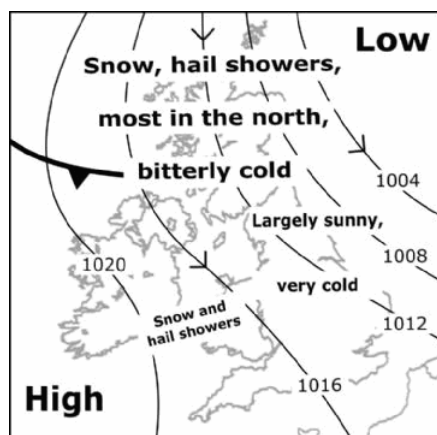 Low
Snow, hail showers,
most in the north,
bitterly cold
1004
Largely sunny,
1008
1020
very cold
Snow and
hail showers
1012
1016
High